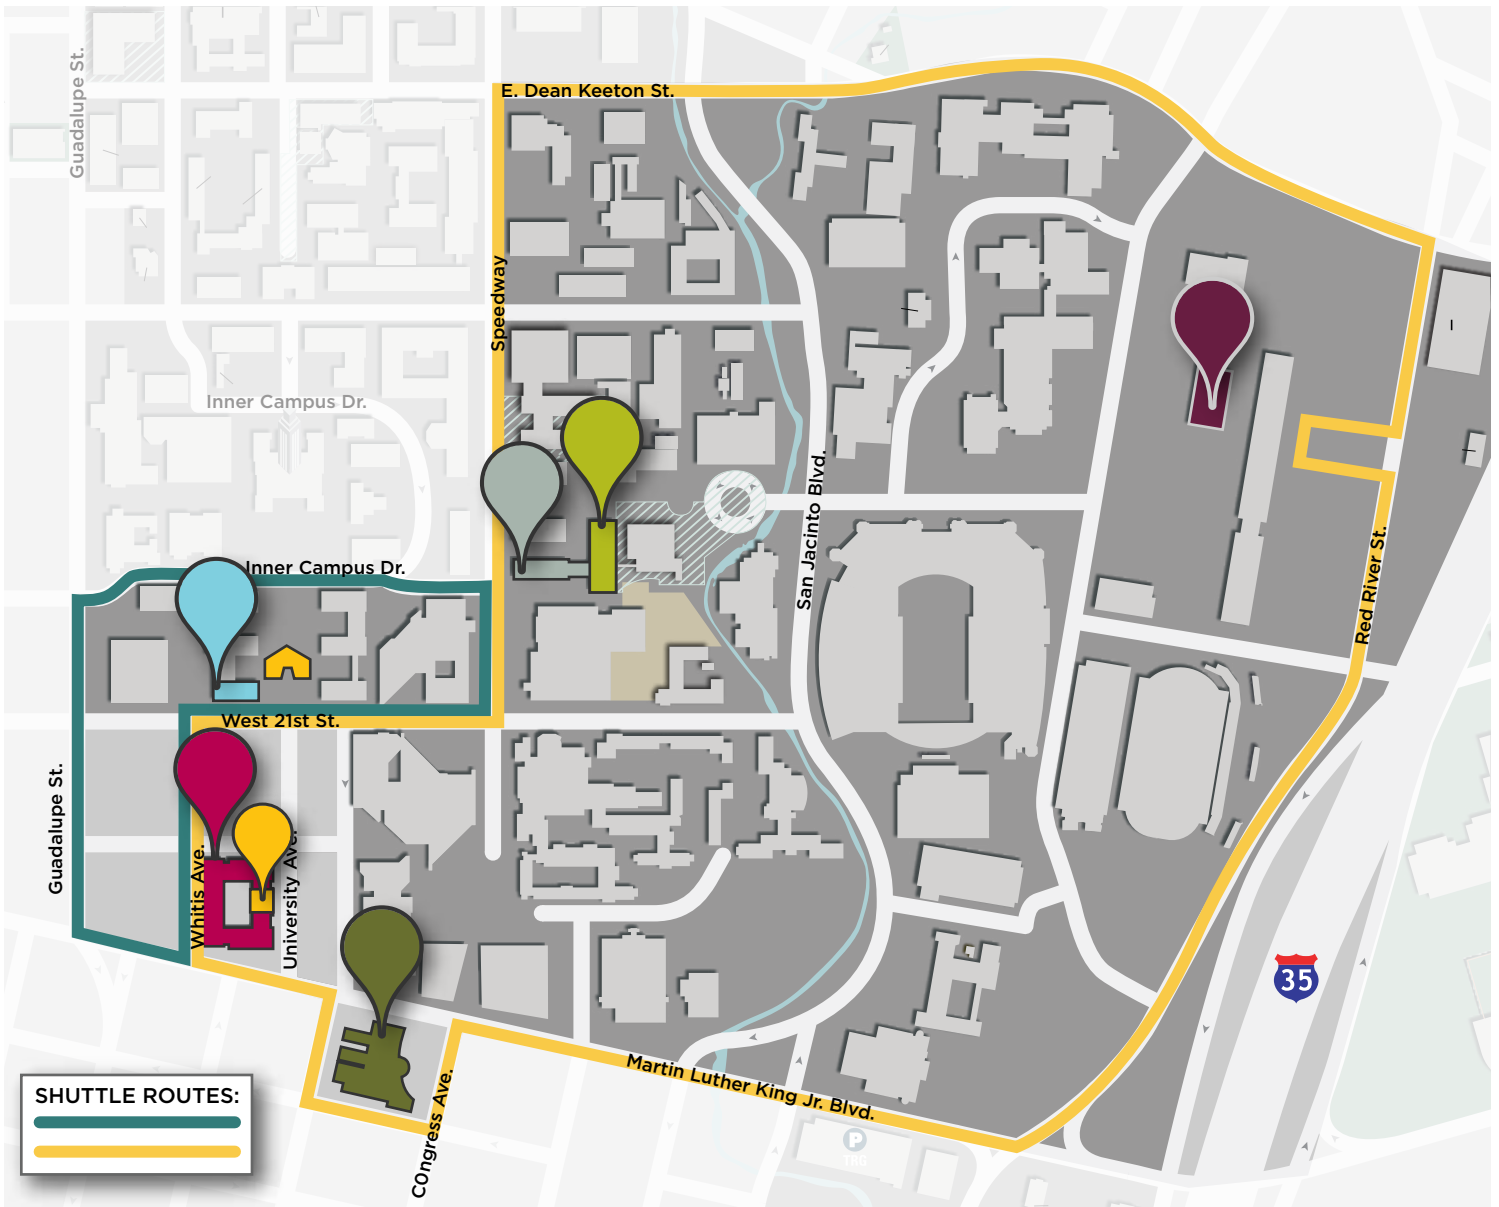 E. Dean Keeton St.
Guadalupe St.
Speedway
Inner Campus Dr.
San Jacinto Blvd.
Red River St.
Inner Campus Dr.
West 21st St.
Guadalupe St.
Whitis Ave.
University Ave.
35
Martin Luther King Jr. Blvd.
COngress Ave.
SHUTTLE ROUTES:
P
TRG